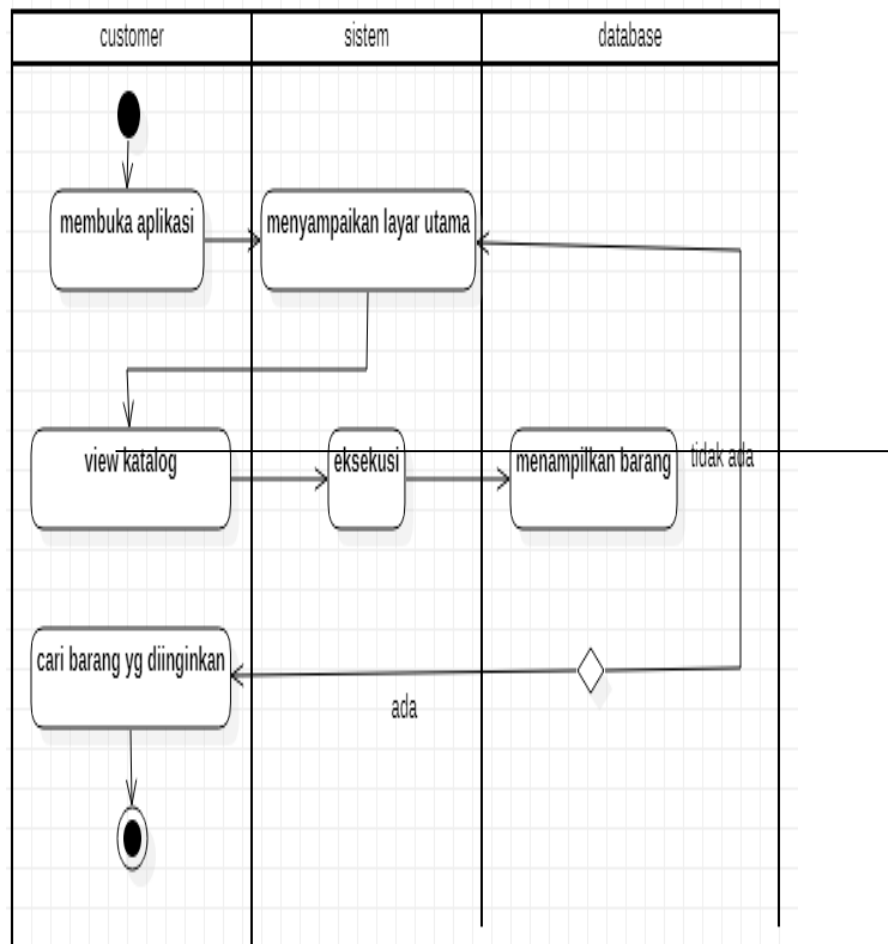 customer
sistem
database
membuka aplikasi
menyampaikan layar utama
view katalog
eksekusi
menampilkan barang
tidak ada
cari barang yg diinginkan
ada